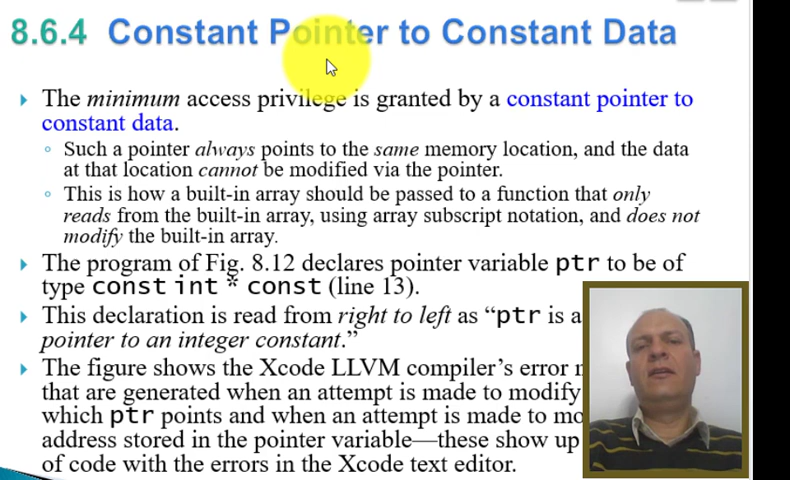 8.6.4 Constant Pointer to Constant Data
The minimum access privilege is granted by a constant pointer to
constant data.
Such a pointer always points to the same memory location, and the data
at that location cannot be modified via the pointer.
This is how a built-in array should be passed to a function that only
reads from the built-in array, using array subscript notation, and does not
modify the built-in array.
The program of Fig. 8.12 declares pointer variable ptr to be of
type const int * const (line 13).
This declaration is read from right to left as “ptr is a
pointer to an integer constant.”
The figure shows the Xcode LLVM compiler’s error
that are generated when an attempt is made to modify
which ptr points and when an attempt is made to
address stored in the pointer variable—these show up
of code with the errors in the Xcode text editor.